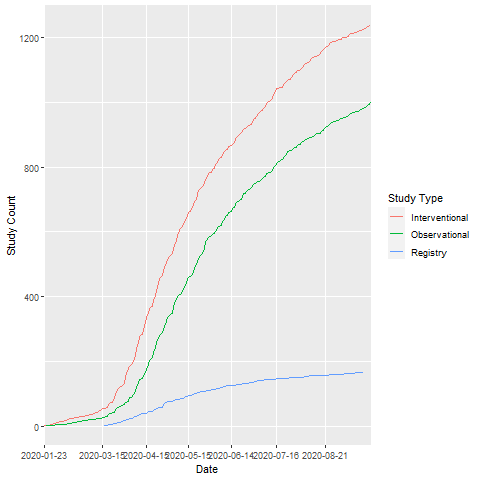 Study Count
1200
800
400
0
2020-01-23
2020-03-15
2020-04-15
2020-05-15
2020-06-14
2020-07-16
2020-08-21
Date
Study Type
Interventional
Observational
Registry